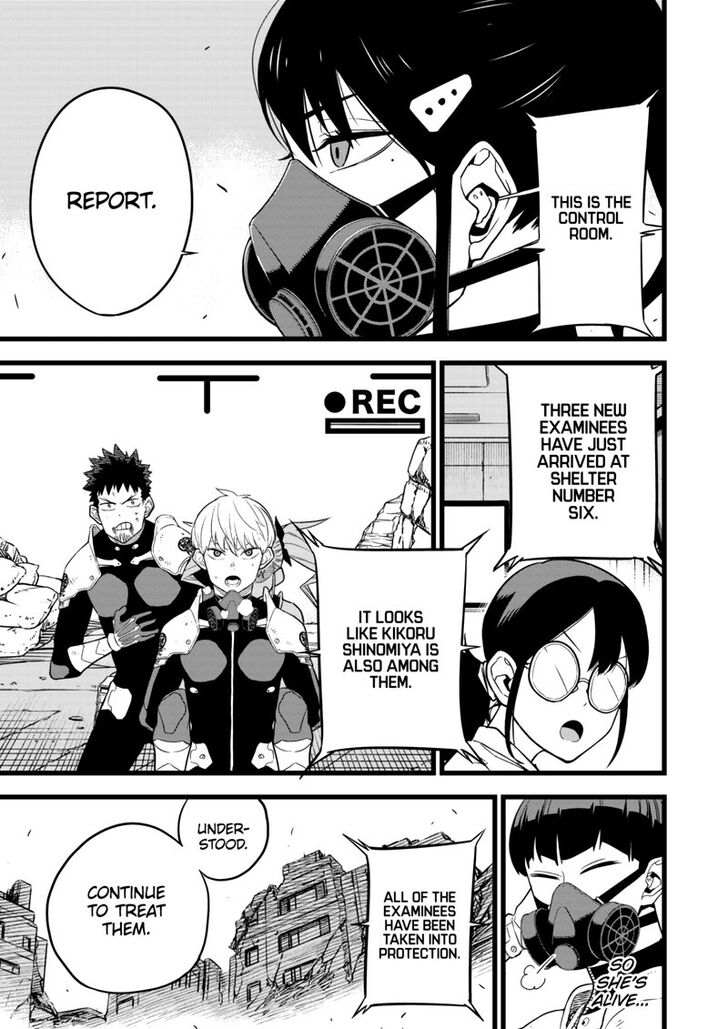 THIS IS THE
CONTROL
ROOM.
REPORT.
THREE NEW
EXAMINEES
HAVE JUST
ARRIVED AT
SHELTER
NUMBER
SIX.
●REC
IT LOOKS
LIKE KIKORU
SHINOMIYA IS
ALSO AMONG
THEM.
SO
SHE'S
ALIVE...
ALL OF THE
EXAMINEES
HAVE BEEN
TAKEN INTO
PROTECTION.
UNDER-
STOOD.
CONTINUE
TO TREAT
THEM.